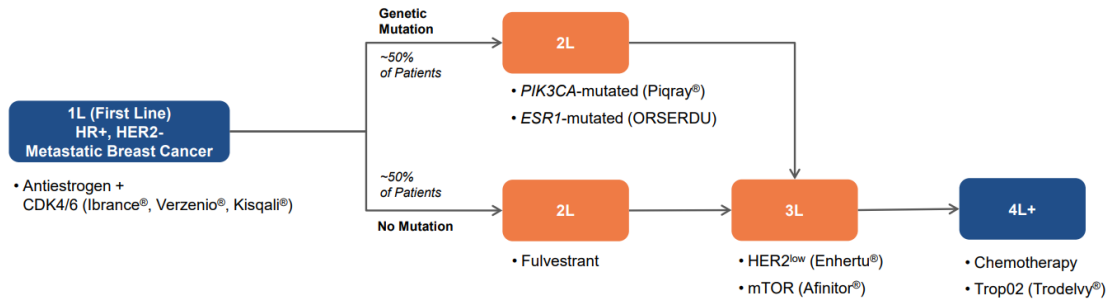 Genetic
Mutation
~50%
of Patients
2L
• PIK3CA-mutated (Piqray®)
• ESR1-mutated (ORSERDU)
1L (First Line)
HR+, HER2-
Metastatic Breast Cancer
• Antiestrogen +
CDK4/6 (Ibrance®, Verzenio®, Kisqali®)
~50%
of Patients
No Mutation
2L
• Fulvestrant
3L
• HER2low (Enhertu®)
• mTOR (Afinitor®)
4L+
• Chemotherapy
• Trop02 (Trodelvy®)